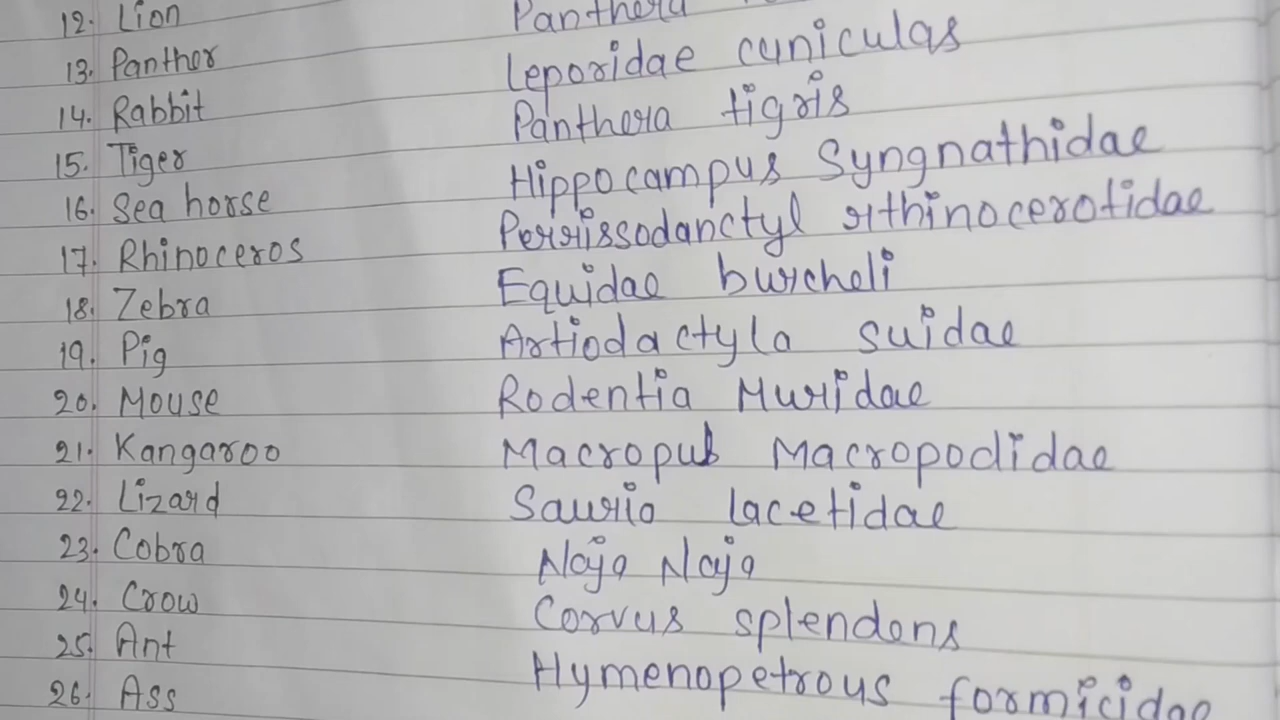 12. Lion
13. Panthor Panthera
14. Rabbit Leporidae cuniculas
15. Tiger Panthera tigris
16. Sea horse Hippocampus Syngnathidae
17. Rhinoceros Perrissodanctyl rthinocerotidae
18. Zebra Equidae burcheli
19. Pig Artiodactyla suidae
20. Mouse Rodentia Muridae
21. Kangaroo Macropus Macropodidae
22. Lizard Sauria lacetidae
23. Cobra Naja Naja
24. Crow Corvus splendens
25. Ant Hymenopetrous formicidae
26. Ass